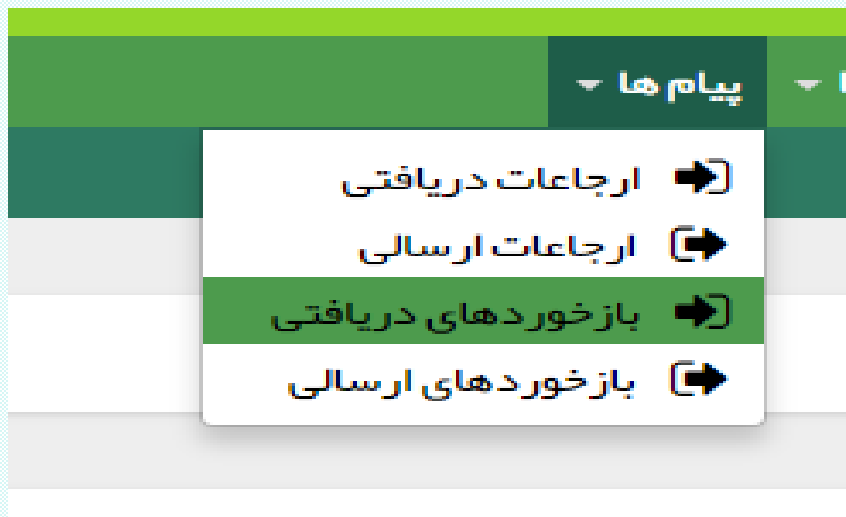 پیام ها
ارجاعات دریافتی
ارجاعات ارسالی
بازخوردهای دریافتی
بازخوردهای ارسالی